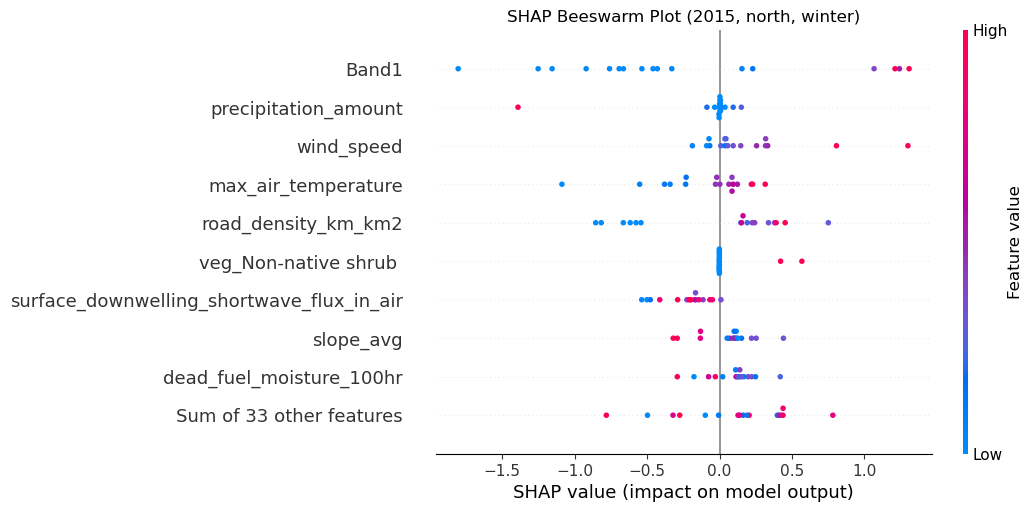 SHAP Beeswarm Plot (2015, north, winter)
High
Band1
precipitation_amount
wind_speed
max_air_temperature
road_density_km_km2
veg_Non-native shrub
surface_downwelling_shortwave_flux_in_air
slope_avg
dead_fuel_moisture_100hr
Sum of 33 other features
Feature value
Low
−1.5 −1.0 −0.5 0.0 0.5 1.0
SHAP value (impact on model output)